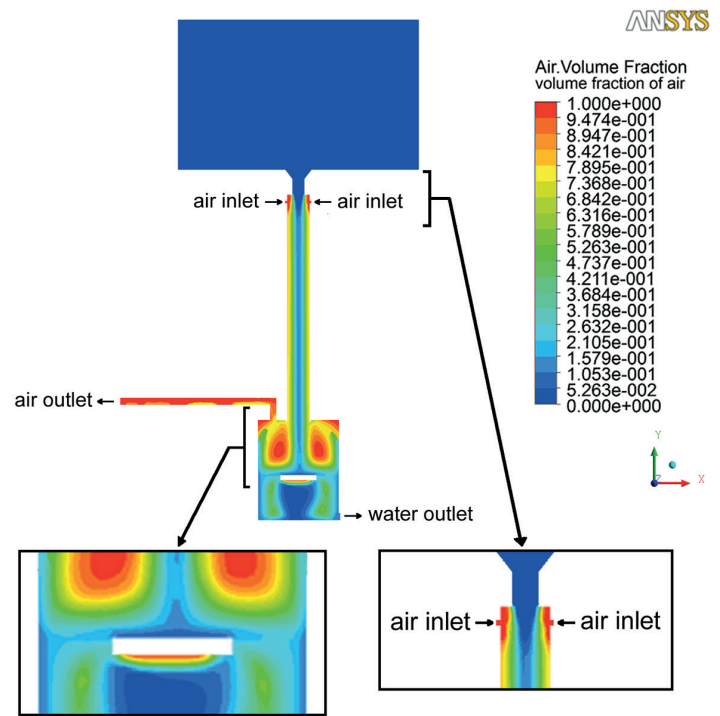 ANSYS
Air.Volume Fraction
volume fraction of air
1.000e+000
9.474e-001
8.947e-001
8.421e-001
7.895e-001
7.368e-001
6.842e-001
6.316e-001
5.789e-001
5.263e-001
4.737e-001
4.211e-001
3.684e-001
3.158e-001
2.632e-001
2.105e-001
1.579e-001
1.053e-001
5.263e-002
0.000e+000
air inlet air inlet
air outlet
water outlet
Y
Z X
air inlet air inlet